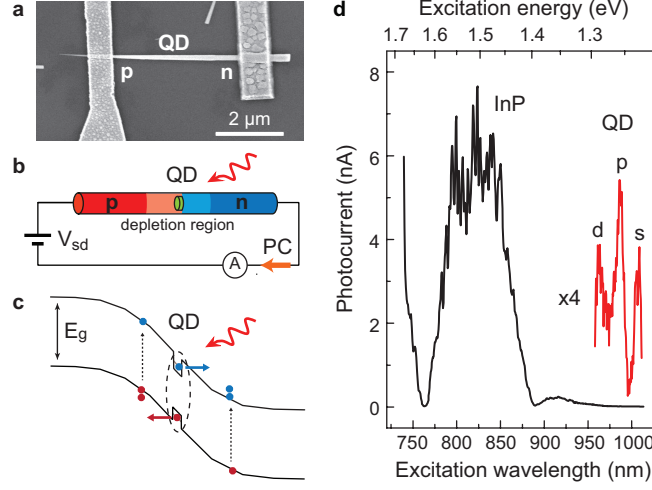 a
QD
p
n
2 µm
b
QD
p
n
depletion region
V_sd
A
PC
c
QD
E_g
d
Excitation energy (eV)
1.7 1.6 1.5 1.4 1.3
8
6
4
2
0
Photocurrent (nA)
InP
QD
p
d
s
x4
750 800 850 900 950 1000
Excitation wavelength (nm)